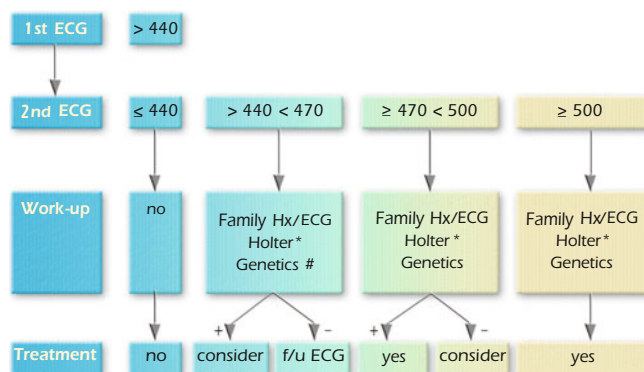 1st ECG > 440
2nd ECG ≤ 440 > 440 < 470 ≥ 470 < 500 ≥ 500
Work-up no Family Hx/ECG Family Hx/ECG Family Hx/ECG
Holter* Holter* Holter*
Genetics # Genetics Genetics
+ − + −
Treatment no consider f/u ECG yes consider yes